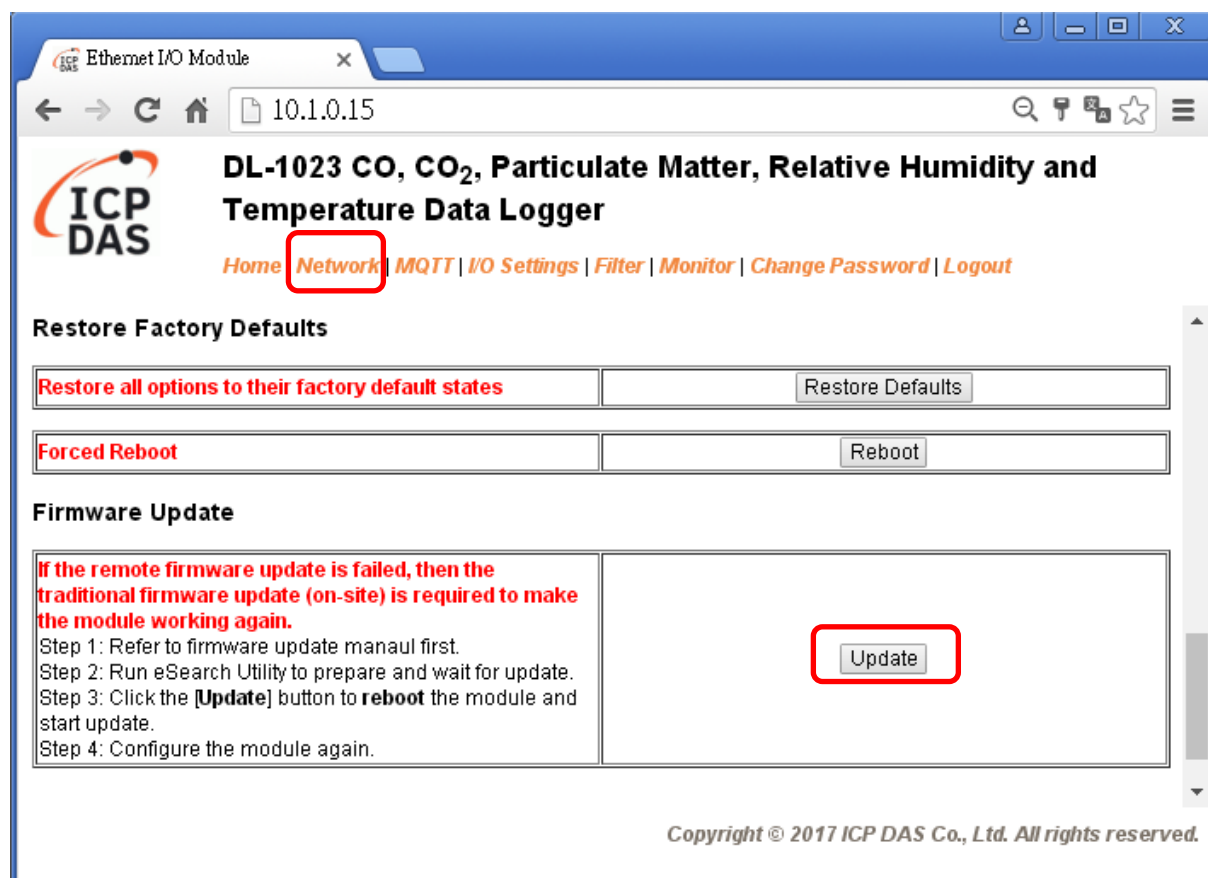 Ethernet I/O Module
10.1.0.15
ICP DAS
DL-1023 CO, CO₂, Particulate Matter, Relative Humidity and
Temperature Data Logger
Home | Network | MQTT | I/O Settings | Filter | Monitor | Change Password | Logout
Restore Factory Defaults
Restore all options to their factory default states
Restore Defaults
Forced Reboot
Reboot
Firmware Update
If the remote firmware update is failed, then the
traditional firmware update (on-site) is required to make
the module working again.
Step 1: Refer to firmware update manaul first.
Step 2: Run eSearch Utility to prepare and wait for update.
Step 3: Click the [Update] button to reboot the module and
start update.
Step 4: Configure the module again.
Update
Copyright © 2017 ICP DAS Co., Ltd. All rights reserved.